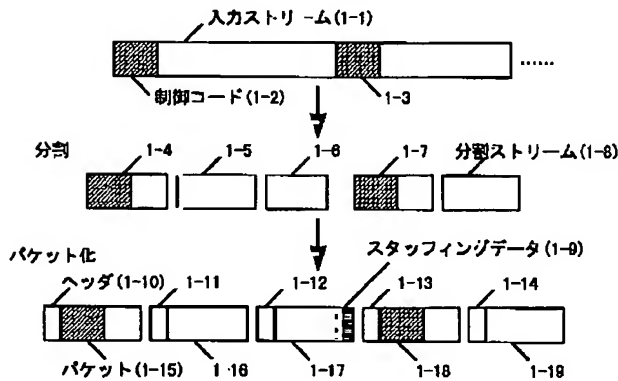 入力ストリーム(1-1)
......
制御コード(1-2)
1-3
分割
1-4
1-5
1-6
1-7
分割ストリーム(1-8)
パケット化
スタッフィングデータ(1-9)
ヘッダ(1-10)
1-11
1-12
1-13
1-14
パケット(1-15)
1-16
1-17
1-18
1-19